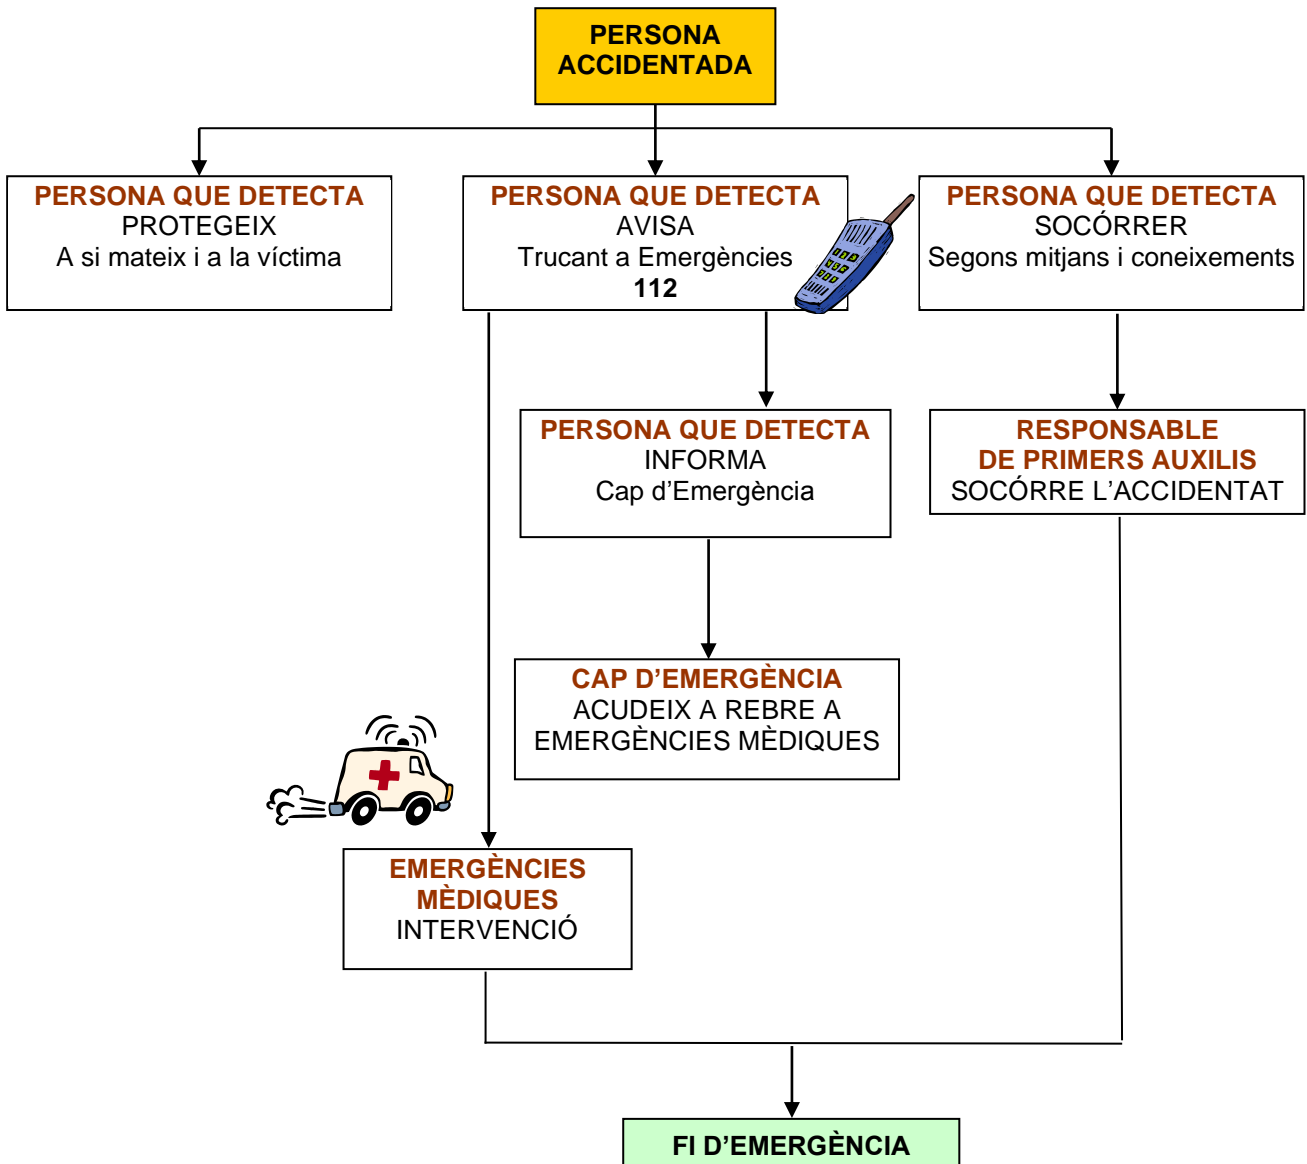 PERSONA
ACCIDENTADA
PERSONA QUE DETECTA
PROTEGEIX
A si mateix i a la víctima
PERSONA QUE DETECTA
AVISA
Trucant a Emergències
112
PERSONA QUE DETECTA
SOCÓRRER
Segons mitjans i coneixements
PERSONA QUE DETECTA
INFORMA
Cap d’Emergència
RESPONSABLE
DE PRIMERS AUXILIS
SOCÓRRE L’ACCIDENTAT
CAP D’EMERGÈNCIA
ACUDEIX A REBRE A
EMERGÈNCIES MÈDIQUES
EMERGÈNCIES
MÈDIQUES
INTERVENCIÓ
FI D’EMERGÈNCIA